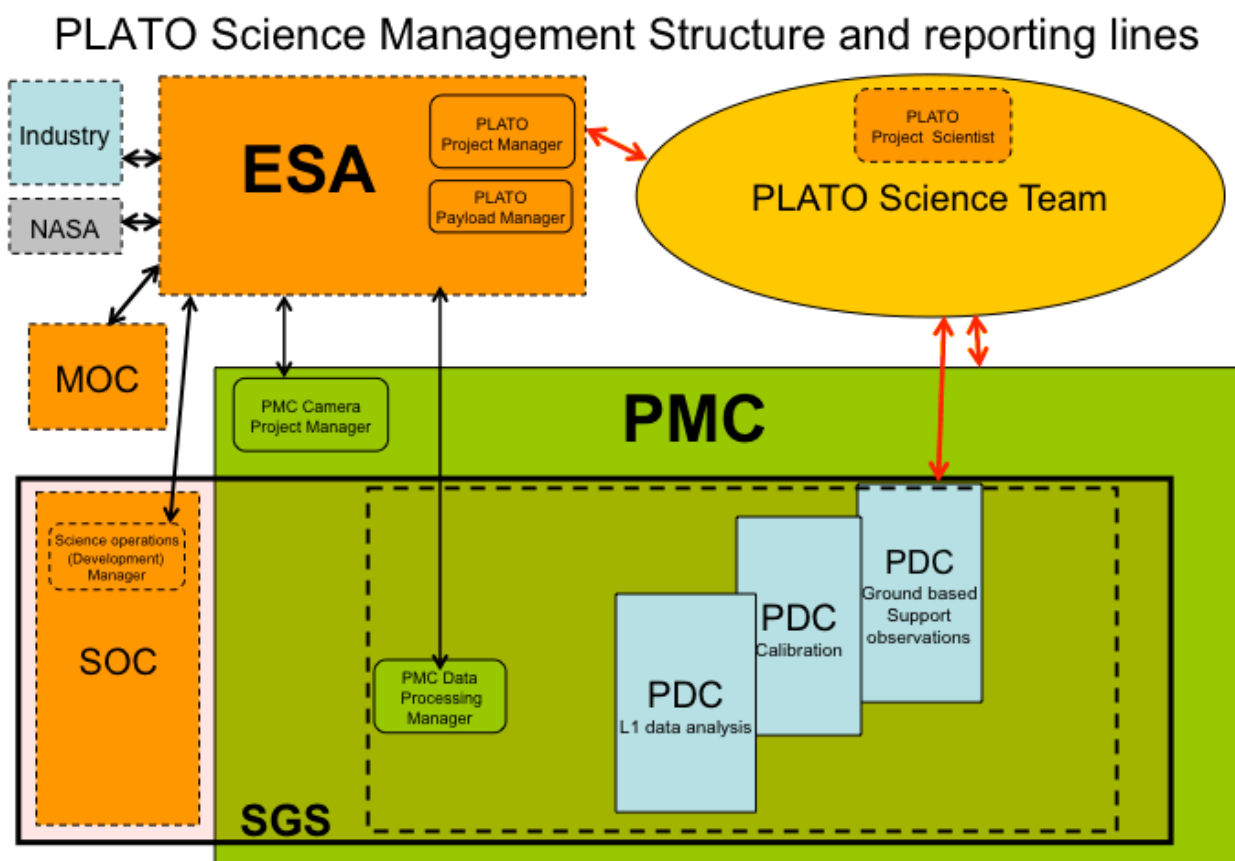 PLATO Science Management Structure and reporting lines
Industry
ESA
PLATO
Project Manager
PLATO
Payload Manager
PLATO
Project Scientist
PLATO Science Team
NASA
MOC
PMC Camera
Project Manager
PMC
Science operations
(Development)
Manager
SOC
PMC Data
Processing
Manager
PDC
L1 data analysis
PDC
Calibration
PDC
Ground based
Support
observations
SGS